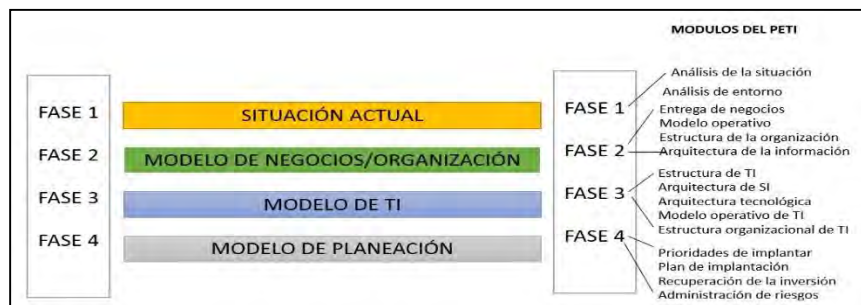 MODULOS DEL PETI
FASE 1
FASE 2
FASE 3
FASE 4
SITUACIÓN ACTUAL
MODELO DE NEGOCIOS/ORGANIZACIÓN
MODELO DE TI
MODELO DE PLANEACIÓN
FASE 1
FASE 2
FASE 3
FASE 4
Análisis de la situación
Análisis de entorno
Entrega de negocios
Modelo operativo
Estructura de la organización
Arquitectura de la información
Estructura de TI
Arquitectura de SI
Arquitectura tecnológica
Modelo operativo de TI
Estructura organizacional de TI
Prioridades de implantar
Plan de implantación
Recuperación de la inversión
Administración de riesgos